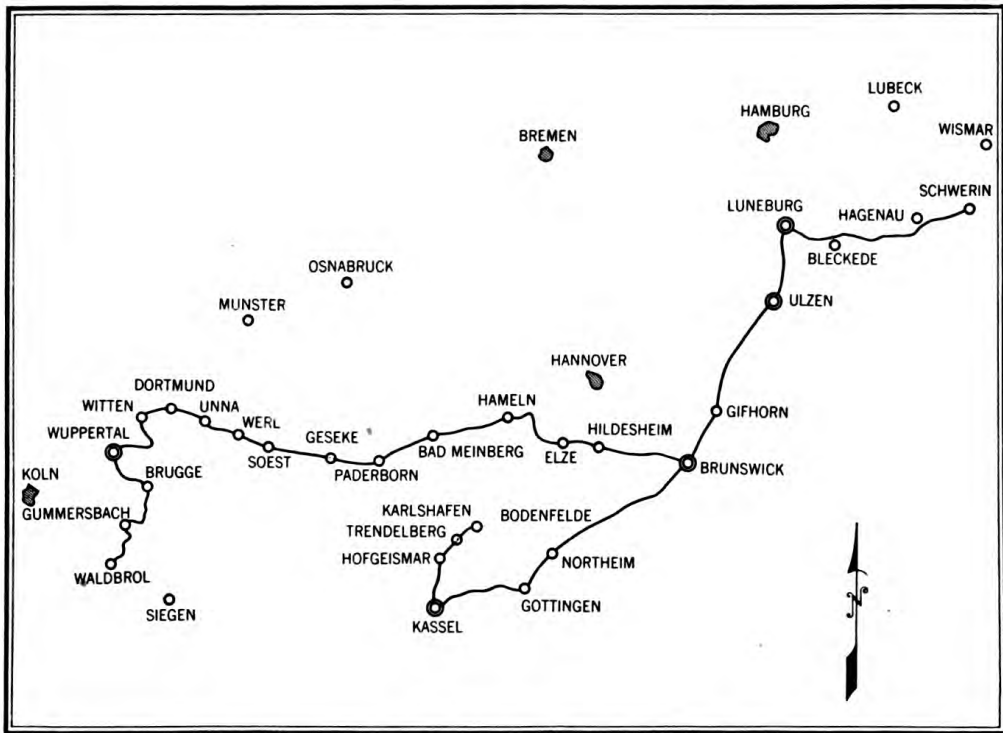 LUBECK
HAMBURG
BREMEN
WISMAR
SCHWERIN
LUNEBURG
HAGENAU
BLECKEDE
OSNABRUCK
MUNSTER
ULZEN
HANNOVER
DORTMUND
HAMELN
WITTEN
UNNA
GIFHORN
WERL
WUPPERTAL
GESEKE
HILDESHEIM
SOEST
BAD MEINBERG
ELZE
PADERBORN
BRUNSWICK
KOLN
BRUGGE
KARLSHAFEN
GUMMERSBACH
BODENFELDE
TRENDELBERG
HOFGEISMAR
NORTHEIM
WALDBROL
GOTTINGEN
SIEGEN
KASSEL